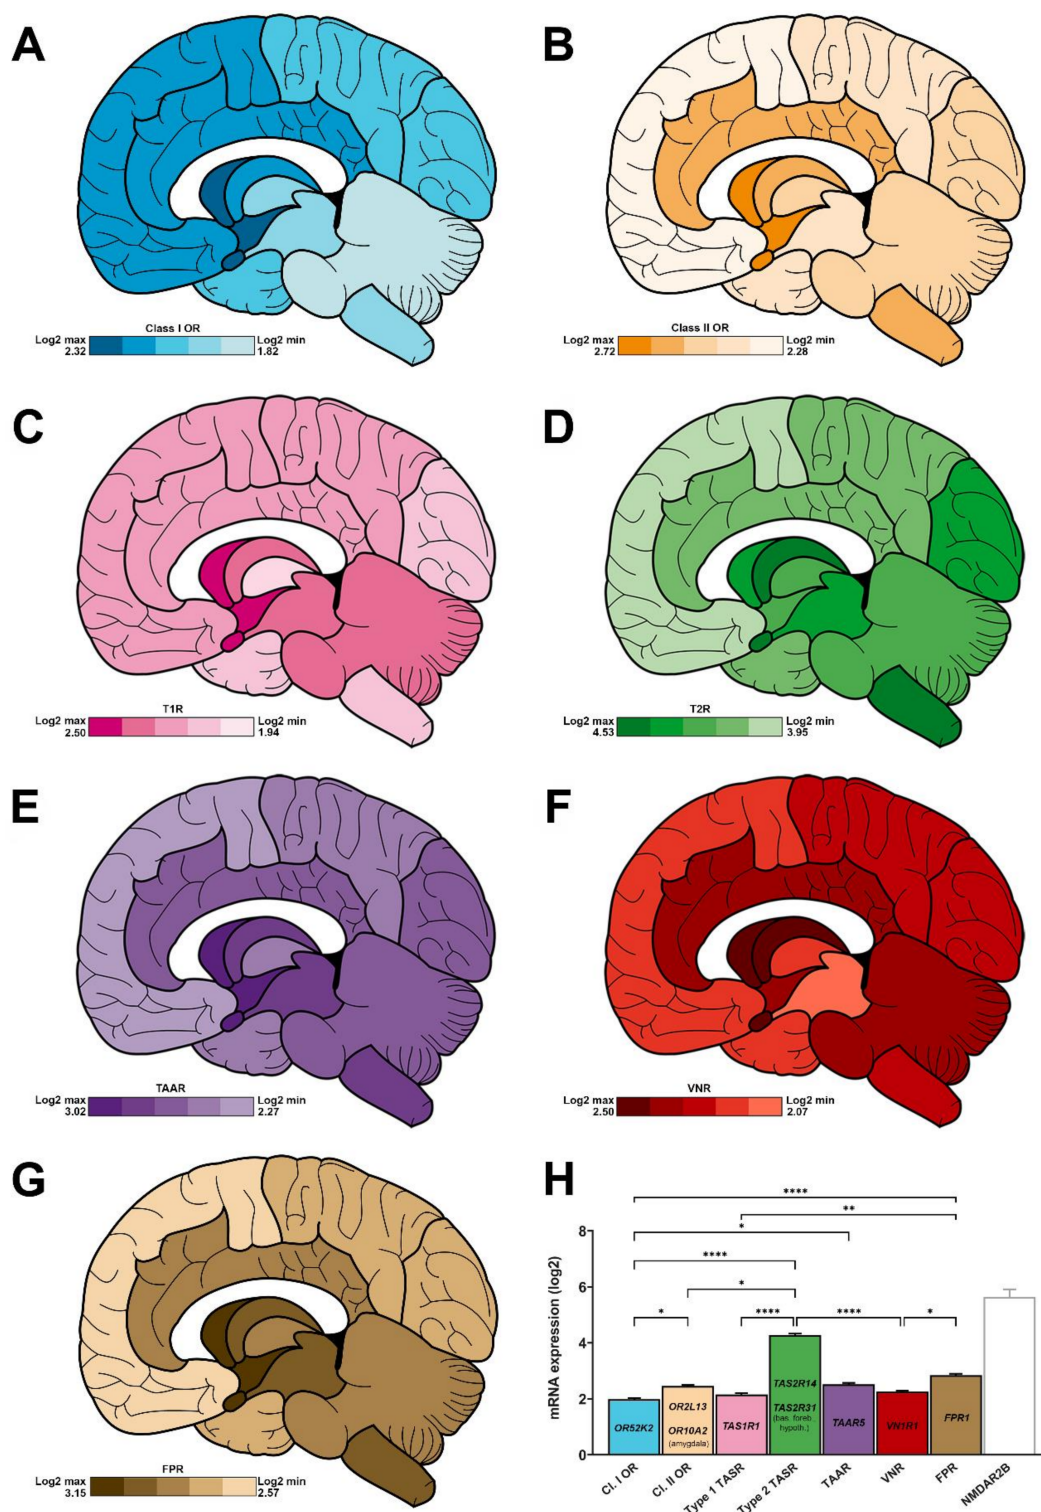 A
B
Class I OR
Log2 max
Log2 min
2.32
1.82
Class II OR
Log2 max
Log2 min
2.72
2.28
C
D
T1R
Log2 max
Log2 min
2.50
1.94
T2R
Log2 max
Log2 min
4.53
3.95
E
F
TAAR
Log2 max
Log2 min
3.02
2.27
VNR
Log2 max
Log2 min
2.50
2.07
G
FPR
Log2 max
Log2 min
3.15
2.57
H
****
**
*
****
*
* **** **** *
mRNA expression (log2)
8
6
4
2
0
OR52K2
OR2L13
OR10A2
(amygdala)
TAS1R1
TAS2R14
TAS2R31
(bas. foreb.,
hypoth.)
TAAR5
VN1R1
FPR1
Cl. I OR
Cl. II OR
Type 1 TASR
Type 2 TASR
TAAR
VNR
FPR
NMDAR2B